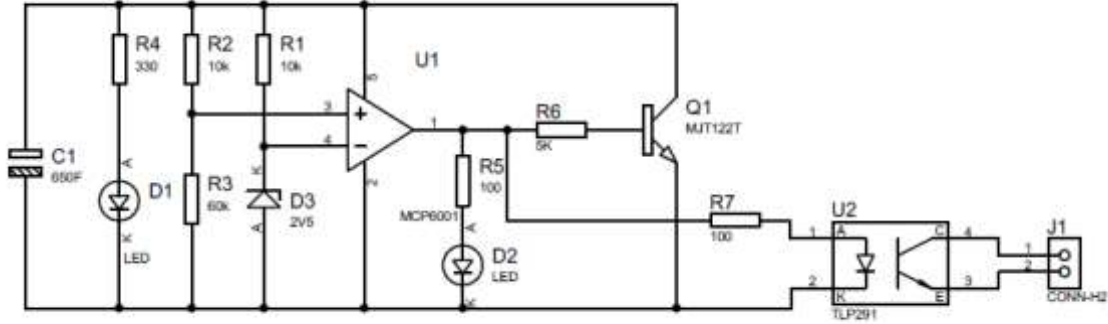 R4
330
R2
10k
R1
10k
U1
5
3
+
4
−
1
2
R6
5K
Q1
MJT122T
C1
650F
A
D1
K
LED
R3
60k
K
D3
2V5
A
R5
100
MCP6001
A
D2
LED
K
R7
100
U2
1
A
C
4
2
K
E
3
TLP291
J1
1
2
CONN-H2